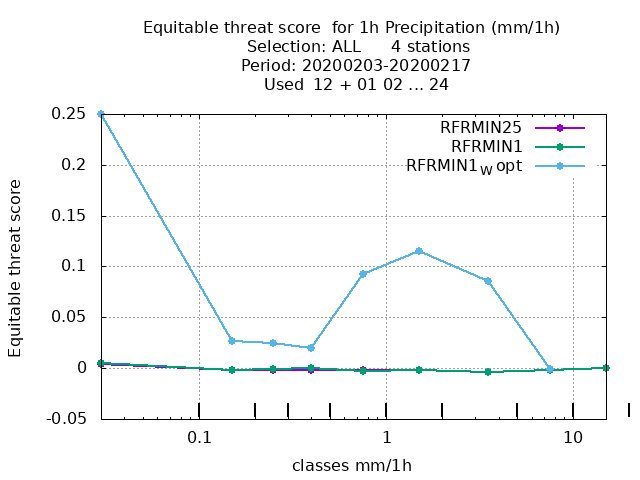 Equitable threat score  for 1h Precipitation (mm/1h)
Selection: ALL      4 stations
Period: 20200203-20200217
Used  12 + 01 02 ... 24
RFRMIN25
RFRMIN1
RFRMIN1W opt
0.25
0.2
0.15
0.1
0.05
0
-0.05
Equitable threat score
0.1 1 10
classes mm/1h